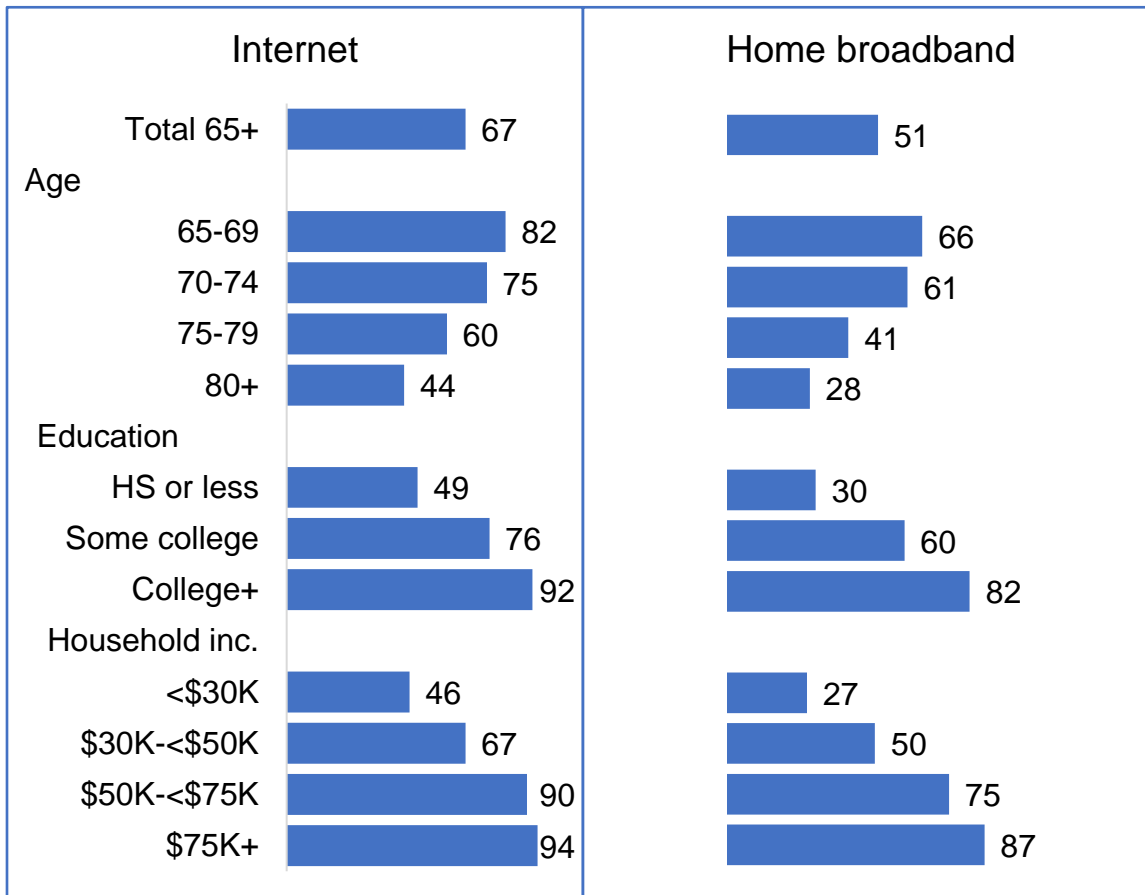 Internet Home broadband
Total 65+ 67 51
Age
65-69 82 66
70-74 75 61
75-79 60 41
80+ 44 28
Education
HS or less 49 30
Some college 76 60
College+ 92 82
Household inc.
<$30K 46 27
$30K-<$50K 67 50
$50K-<$75K 90 75
$75K+ 94 87